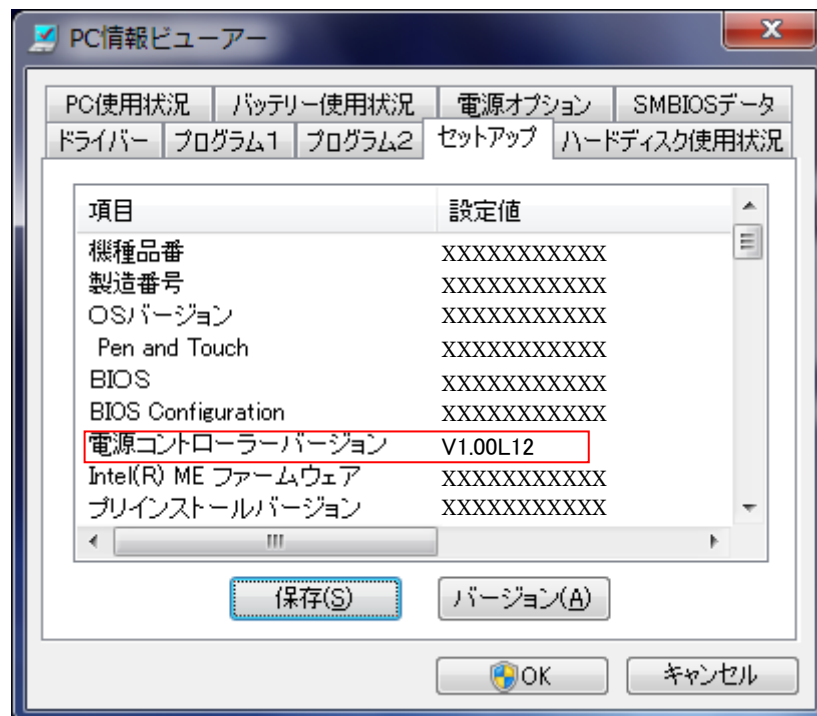 PC情報ビューアー
PC使用状況 バッテリー使用状況 電源オプション SMBIOSデータ
ドライバー プログラム1 プログラム2 セットアップ ハードディスク使用状況
項目 設定値
機種品番 XXXXXXXXXXX
製造番号 XXXXXXXXXXX
OSバージョン XXXXXXXXXXX
Pen and Touch XXXXXXXXXXX
BIOS XXXXXXXXXXX
BIOS Configuration XXXXXXXXXXX
電源コントローラーバージョン V1.00L12
Intel(R) ME ファームウェア XXXXXXXXXXX
プリインストールバージョン XXXXXXXXXXX
保存(S) バージョン(A)
OK キャンセル